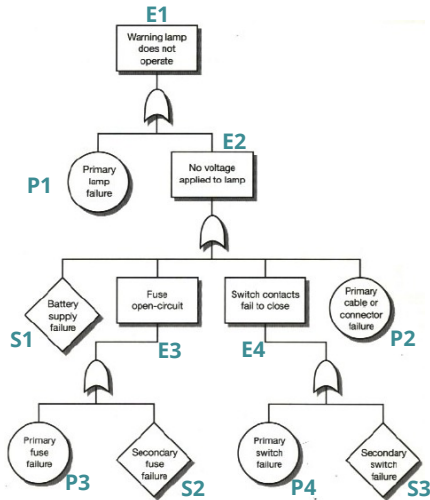 E1
Warning lamp
does not
operate
E2
P1
Primary
lamp
failure
No voltage
applied to lamp
S1
Battery
supply
failure
Fuse
open-circuit
E3
Switch contacts
fail to close
E4
Primary
cable or
connector
failure
P2
Primary
fuse
failure
P3
Secondary
fuse
failure
S2
Primary
switch
failure
P4
Secondary
switch
failure
S3